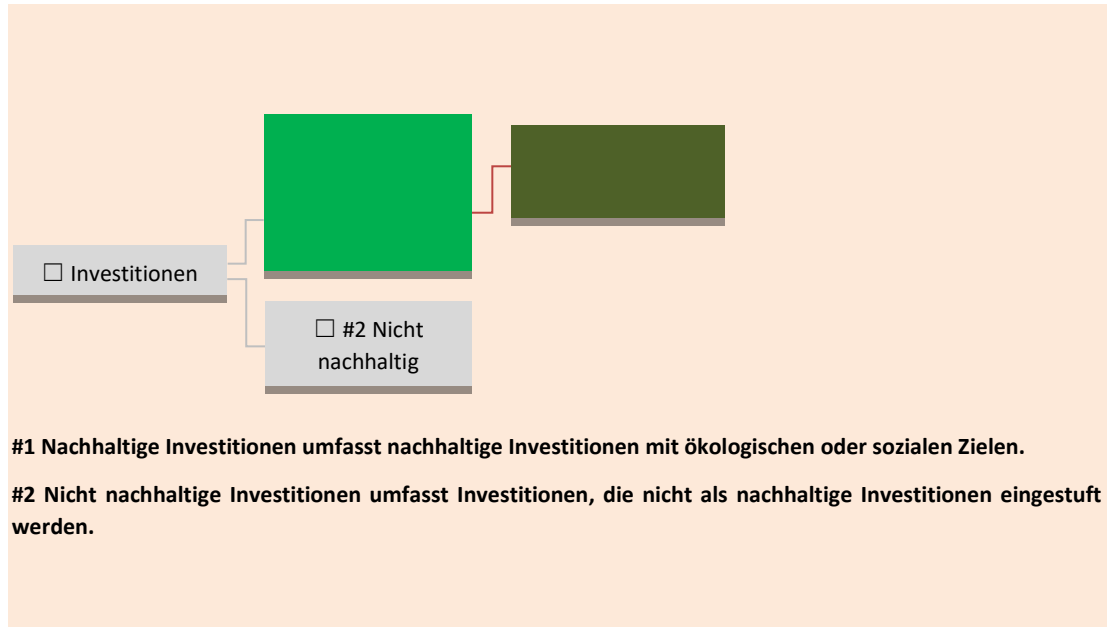 ☐ Investitionen
☐ #2 Nicht
nachhaltig
#1 Nachhaltige Investitionen umfasst nachhaltige Investitionen mit ökologischen oder sozialen Zielen.
#2 Nicht nachhaltige Investitionen umfasst Investitionen, die nicht als nachhaltige Investitionen eingestuft
werden.